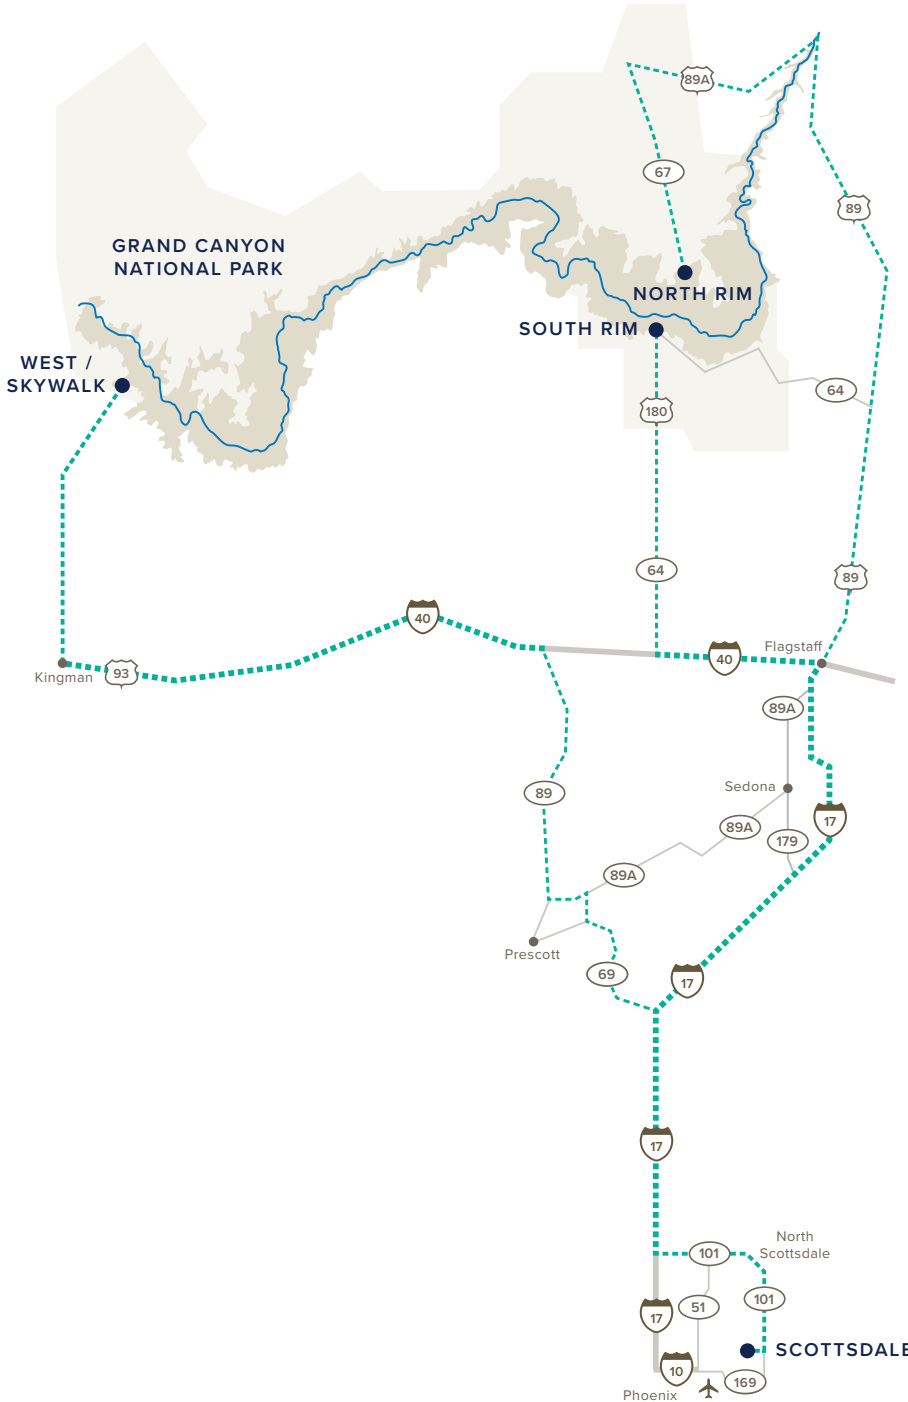 89A
67
89
GRAND CANYON
NATIONAL PARK
NORTH RIM
SOUTH RIM
WEST /
SKYWALK
64
180
64
89
40
40
Flagstaff
Kingman
93
89A
Sedona
89
89A
179
17
89A
Prescott
69
17
17
North
Scottsdale
101
101
51
17
SCOTTSDALE
10
169
Phoenix